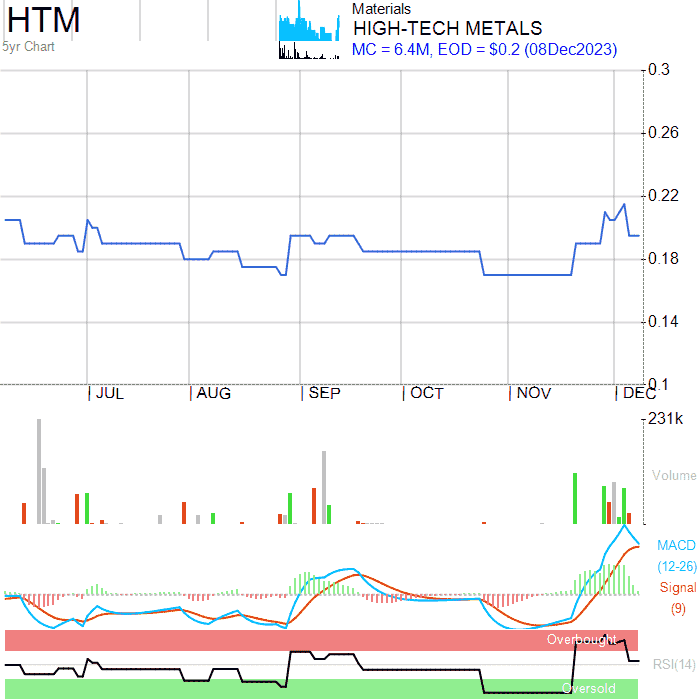 HTM
5yr Chart
Materials
HIGH-TECH METALS
MC = 6.4M, EOD = $0.2 (08Dec2023)
0.3
0.26
0.22
0.18
0.14
0.1
JUL AUG SEP OCT NOV DEC
231k
Volume
MACD
(12-26)
Signal
(9)
Overbought
RSI(14)
Oversold